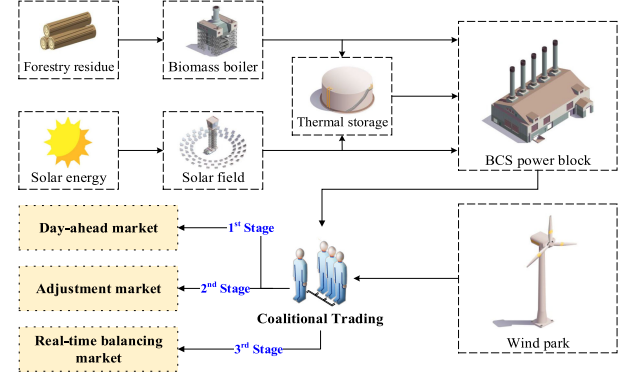 Forestry residue
Biomass boiler
Thermal storage
BCS power block
Solar energy
Solar field
Day-ahead market
1st Stage
Adjustment market
2nd Stage
Coalitional Trading
Real-time balancing
market
3rd Stage
Wind park